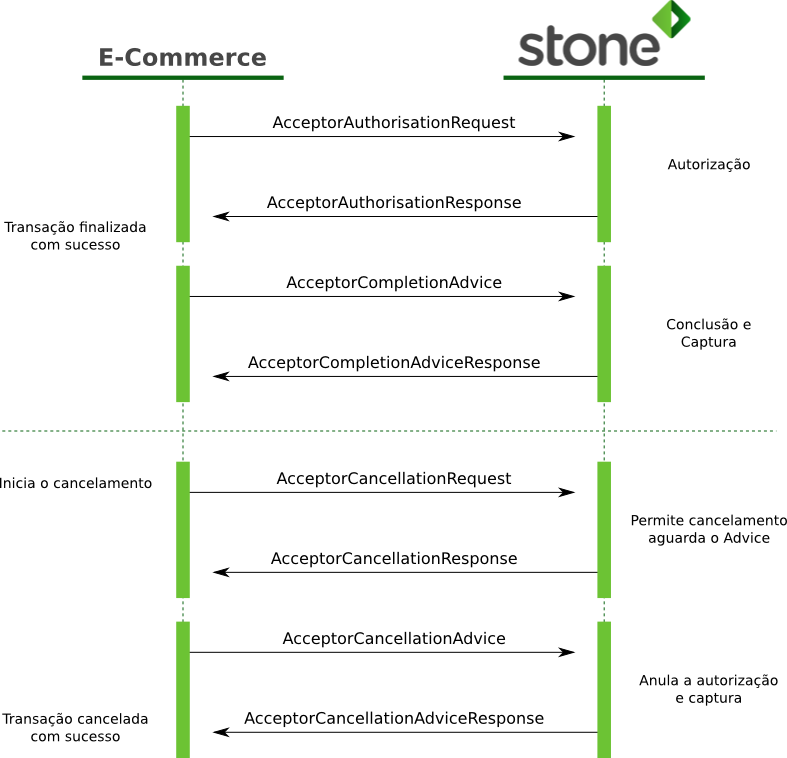 E-Commerce
stone
AcceptorAuthorisationRequest
Autorização
AcceptorAuthorisationResponse
Transação finalizada
com sucesso
AcceptorCompletionAdvice
Conclusão e
Captura
AcceptorCompletionAdviceResponse
Inicia o cancelamento
AcceptorCancellationRequest
Permite cancelamento
aguarda o Advice
AcceptorCancellationResponse
AcceptorCancellationAdvice
Anula a autorização
e captura
Transação cancelada
com sucesso
AcceptorCancellationAdviceResponse